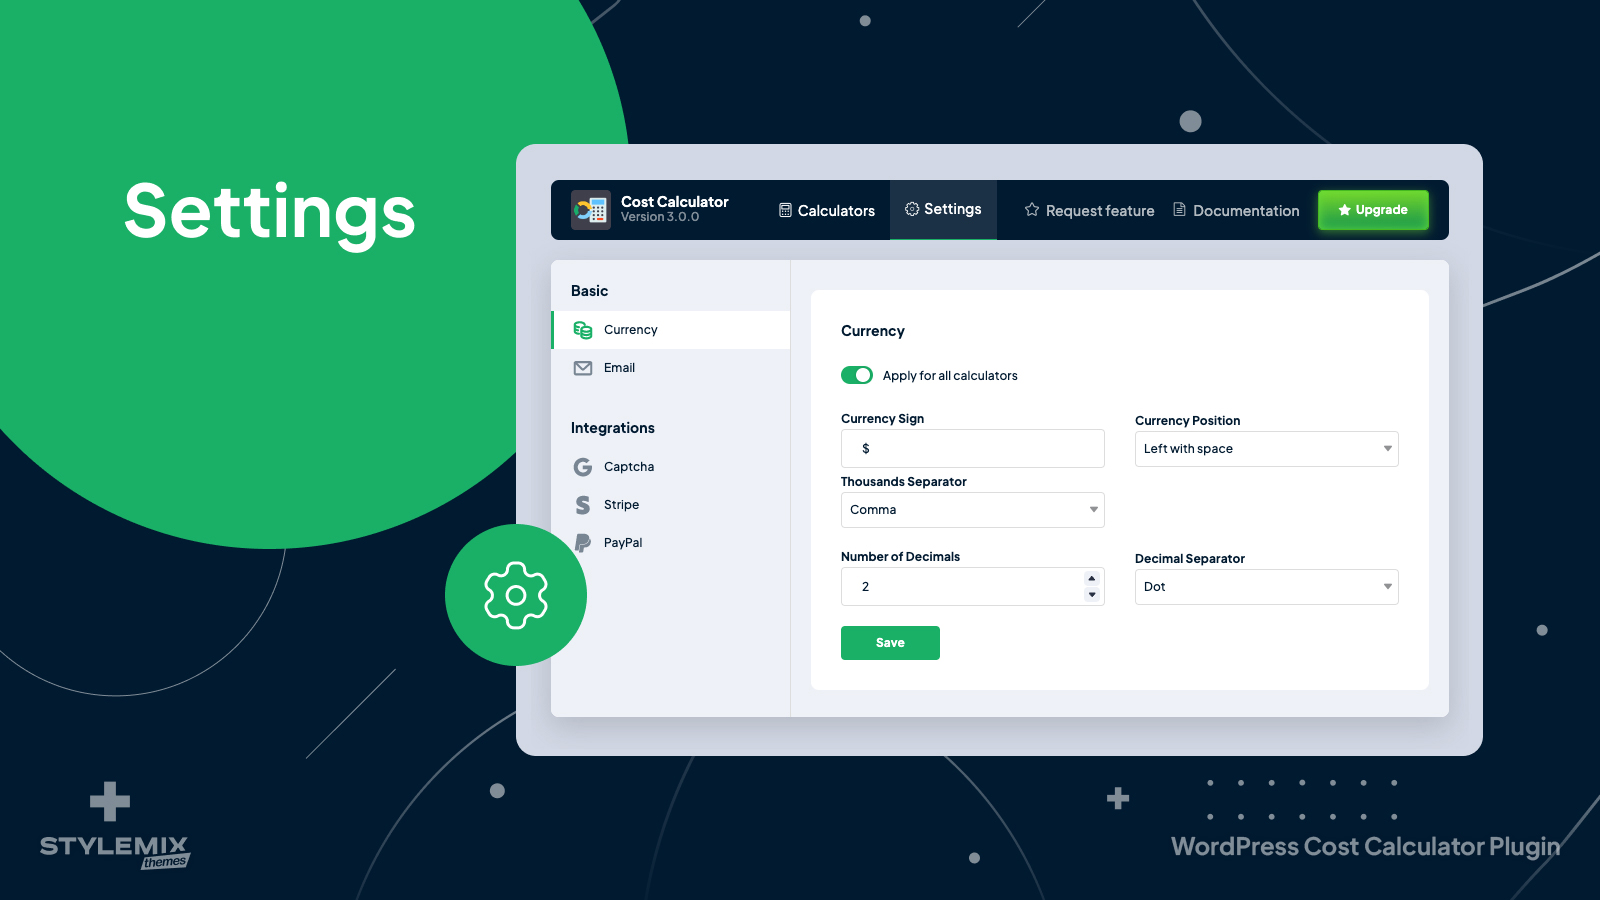 Settings
Cost Calculator
Version 3.0.0
Calculators
Settings
Request feature
Documentation
Upgrade
Basic
Currency
Email
Integrations
Captcha
Stripe
PayPal
Currency
Apply for all calculators
Currency Sign
$
Currency Position
Left with space
Thousands Separator
Comma
Number of Decimals
2
Decimal Separator
Dot
Save
STYLEMIX
themes
WordPress Cost Calculator Plugin